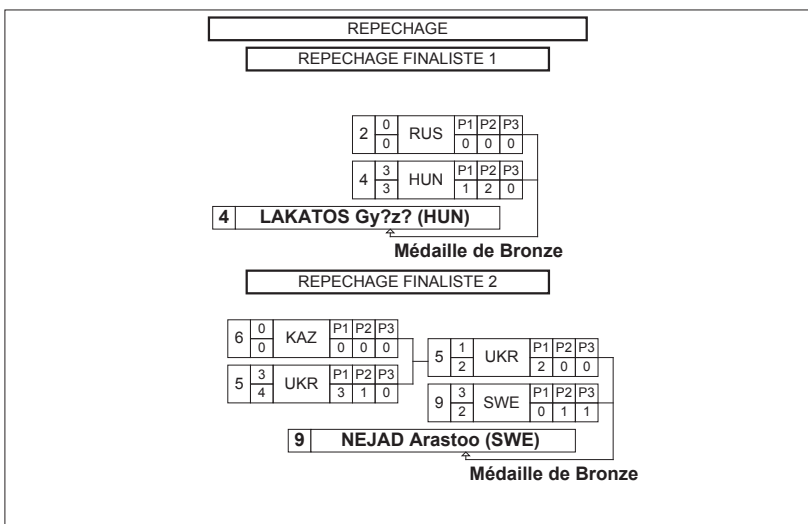 REPECHAGE
REPECHAGE FINALISTE 1
2 0 RUS P1 P2 P3
0 0 0 0
4 3 HUN P1 P2 P3
3 1 2 0
4 LAKATOS Gy?z? (HUN)
Médaille de Bronze
REPECHAGE FINALISTE 2
6 0 KAZ P1 P2 P3
0 0 0 0
5 3 UKR P1 P2 P3
4 3 1 0
5 1 UKR P1 P2 P3
2 2 0 0
9 3 SWE P1 P2 P3
2 0 1 1
9 NEJAD Arastoo (SWE)
Médaille de Bronze